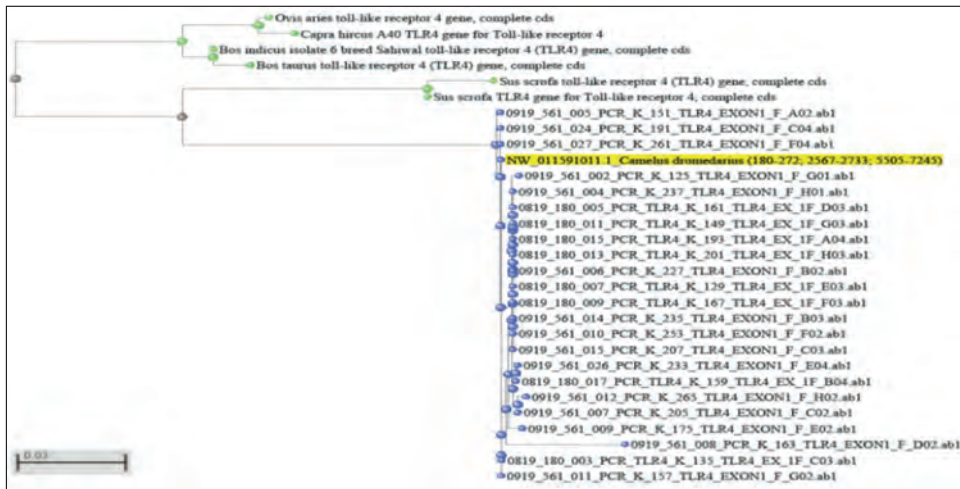 Ovis aries toll-like receptor 4 gene, complete cds
Capra hircus A40 TLR4 gene for Toll-like receptor 4
Bos indicus isolate 6 breed Sahiwal toll-like receptor 4 (TLR4) gene, complete cds
Bos taurus toll-like receptor 4 (TLR4) gene, complete cds
Sus scrofa toll-like receptor 4 (TLR4) gene, complete cds
Sus scrofa TLR4 gene for Toll-like receptor 4, complete cds
0919_561_005_PCR_K_151_TLR4_EXON1_F_A02.ab1
0919_561_024_PCR_K_191_TLR4_EXON1_F_C04.ab1
0919_561_027_PCR_K_261_TLR4_EXON1_F_F04.ab1
NW_011591011.1_Camelus dromedarius (180-272; 2567-2733; 5505-7245)
0919_561_002_PCR_K_125_TLR4_EXON1_F_G01.ab1
0919_561_004_PCR_K_237_TLR4_EXON1_F_H01.ab1
0819_180_005_PCR_TLR4_K_161_TLR4_EX_1F_D03.ab1
0819_180_011_PCR_TLR4_K_149_TLR4_EX_1F_G03.ab1
0819_180_015_PCR_TLR4_K_193_TLR4_EX_1F_A04.ab1
0819_180_013_PCR_TLR4_K_201_TLR4_EX_1F_H03.ab1
0919_561_006_PCR_K_227_TLR4_EXON1_F_B02.ab1
0819_180_007_PCR_TLR4_K_129_TLR4_EX_1F_E03.ab1
0819_180_009_PCR_TLR4_K_167_TLR4_EX_1F_F03.ab1
0919_561_014_PCR_K_235_TLR4_EXON1_F_B03.ab1
0919_561_010_PCR_K_253_TLR4_EXON1_F_F02.ab1
0919_561_015_PCR_K_207_TLR4_EXON1_F_C03.ab1
0919_561_026_PCR_K_233_TLR4_EXON1_F_E04.ab1
0819_180_017_PCR_TLR4_K_159_TLR4_EX_1F_B04.ab1
0919_561_012_PCR_K_265_TLR4_EXON1_F_H02.ab1
0919_561_007_PCR_K_205_TLR4_EXON1_F_C02.ab1
0919_561_009_PCR_K_175_TLR4_EXON1_F_E02.ab1
0919_561_008_PCR_K_163_TLR4_EXON1_F_D02.ab1
0819_180_003_PCR_TLR4_K_135_TLR4_EX_1F_C03.ab1
0919_561_011_PCR_K_157_TLR4_EXON1_F_G02.ab1
0.03